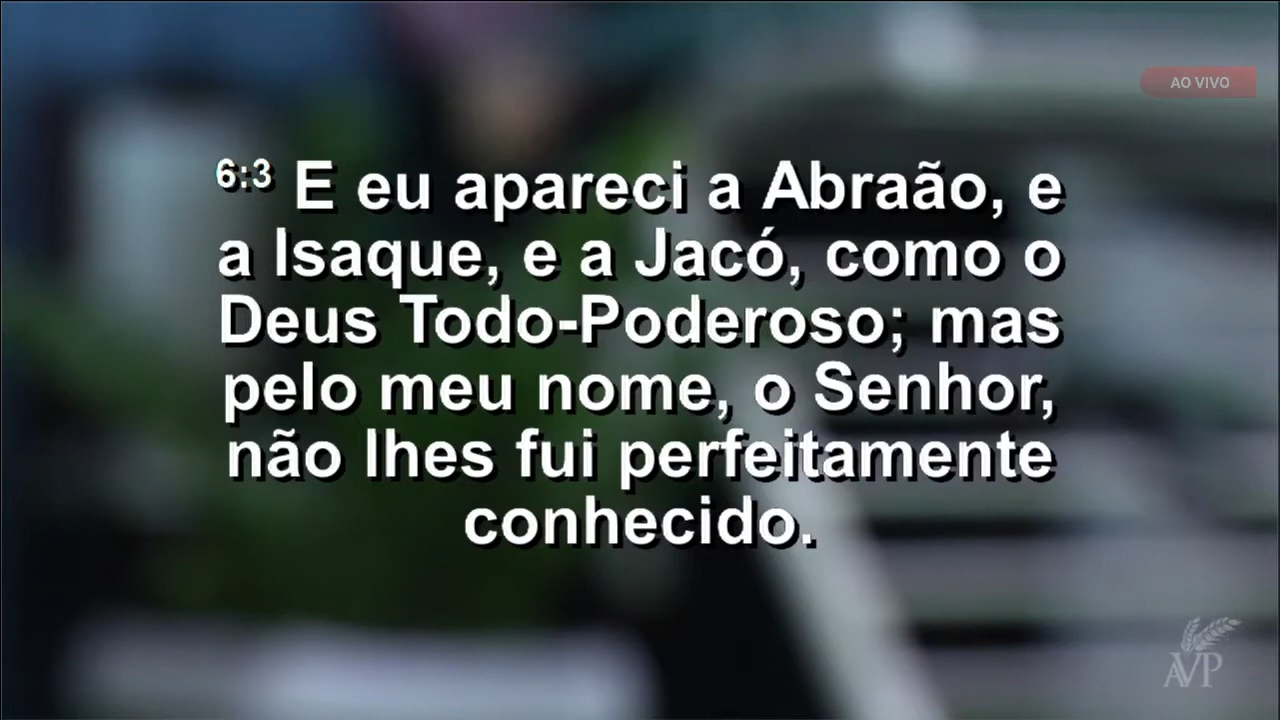 AO VIVO
6:3 E eu apareci a Abraão, e
a Isaque, e a Jacó, como o
Deus Todo-Poderoso; mas
pelo meu nome, o Senhor,
não lhes fui perfeitamente
conhecido.
AVP